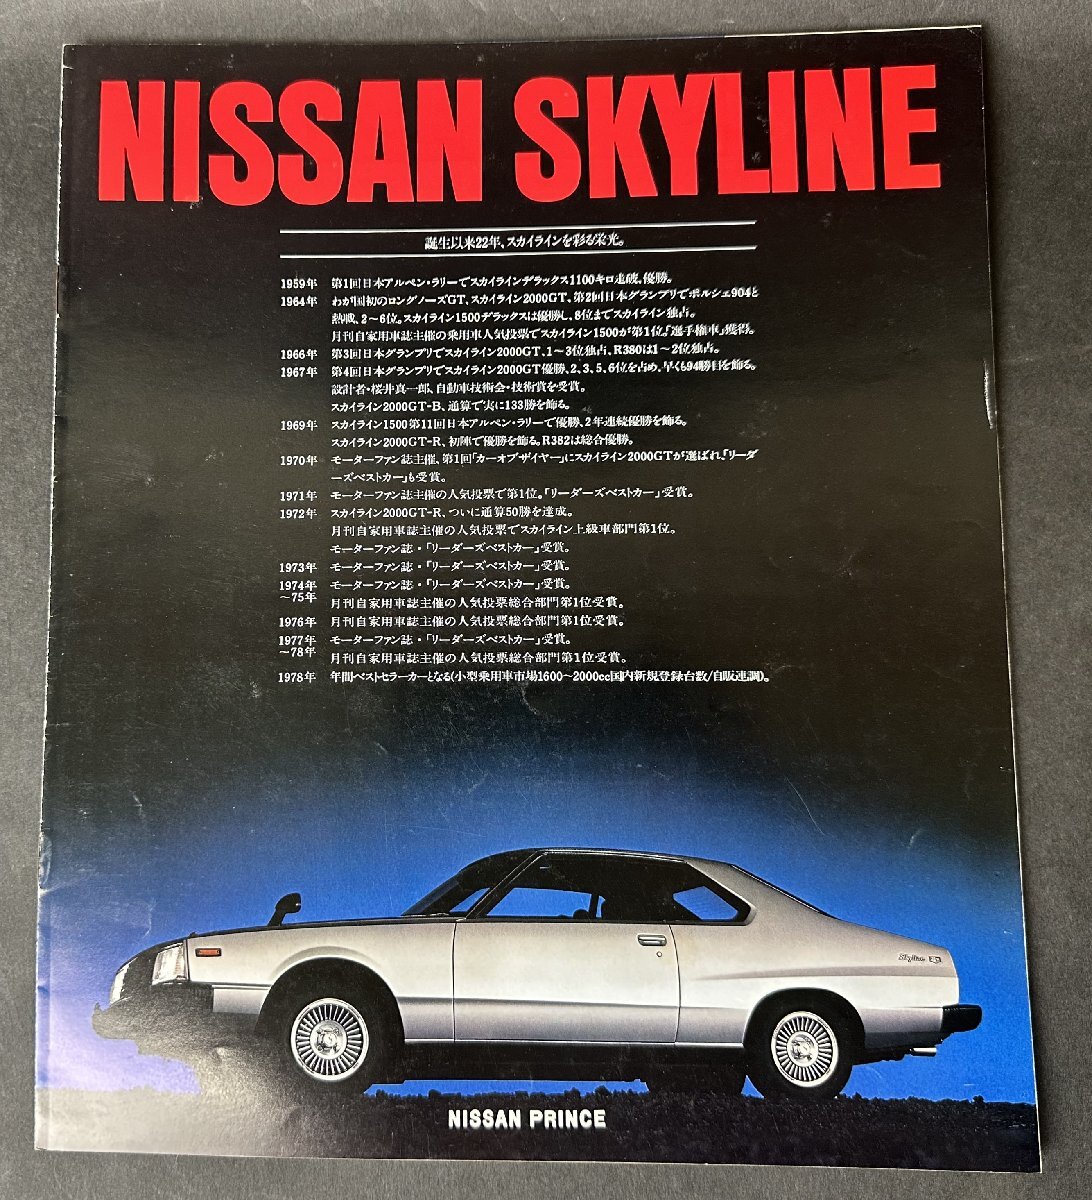 NISSAN SKYLINE
誕生以来22年、スカイラインを彩る栄光。
1959年 第1回日本アルペン・ラリーでスカイラインデラックス1100キロ走破、優勝。
1964年 わが国初のロングノーズGT、スカイライン2000GT、第2回日本グランプリでポルシェ904と
熱戦、2～6位。スカイライン1500デラックスは優勝し、8位までスカイライン独占。
月刊自家用車誌主催の乗用車人気投票でスカイライン1500が第1位、「選手権車」獲得。
1966年 第3回日本グランプリでスカイライン2000GT、1～3位独占、R380は1～2位独占。
1967年 第4回日本グランプリでスカイライン2000GT優勝、2、3、5、6位を占め、早くも94勝目を飾る。
設計者・桜井真一郎、自動車技術会・技術賞を受賞。
スカイライン2000GT-B、通算で実に133勝を飾る。
1969年 スカイライン1500第11回日本アルペン・ラリーで優勝、2年連続優勝を飾る。
スカイライン2000GT-R、初陣で優勝を飾る。R382は総合優勝。
1970年 モーターファン誌主催、第1回「カーオブザイヤー」にスカイライン2000GTが選ばれ、「リーダ
ーズベストカー」も受賞。
1971年 モーターファン誌主催の人気投票で第1位。「リーダーズベストカー」受賞。
1972年 スカイライン2000GT-R、ついに通算50勝を達成。
月刊自家用車誌主催の人気投票でスカイライン上級車部門第1位。
モーターファン誌・「リーダーズベストカー」受賞。
1973年 モーターファン誌・「リーダーズベストカー」受賞。
1974年 モーターファン誌・「リーダーズベストカー」受賞。
～75年 月刊自家用車誌主催の人気投票総合部門第1位受賞。
1976年 月刊自家用車誌主催の人気投票総合部門第1位受賞。
1977年 モーターファン誌・「リーダーズベストカー」受賞。
～78年 月刊自家用車誌主催の人気投票総合部門第1位受賞。
1978年 年間ベストセラーカーとなる(小型乗用車市場1600～2000cc国内新規登録台数/自販連調)。
Skyline
NISSAN PRINCE